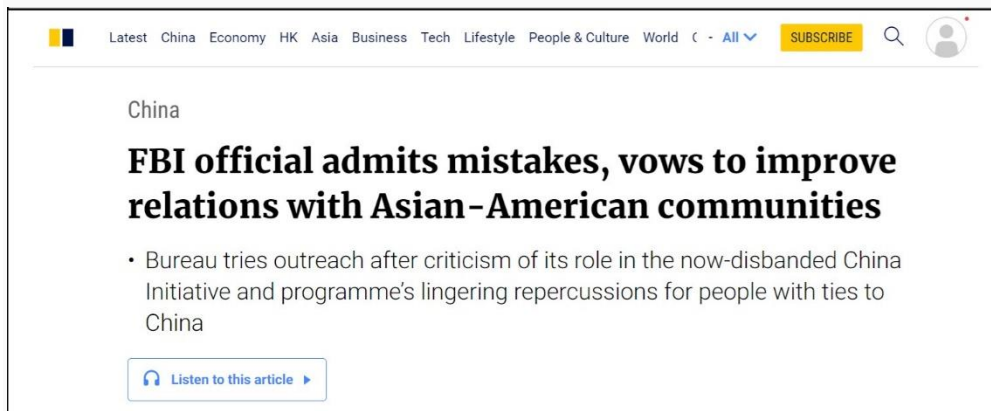 Latest China Economy HK Asia Business Tech Lifestyle People & Culture World - All SUBSCRIBE
China
FBI official admits mistakes, vows to improve
relations with Asian-American communities
• Bureau tries outreach after criticism of its role in the now-disbanded China
Initiative and programme's lingering repercussions for people with ties to
China
Listen to this article